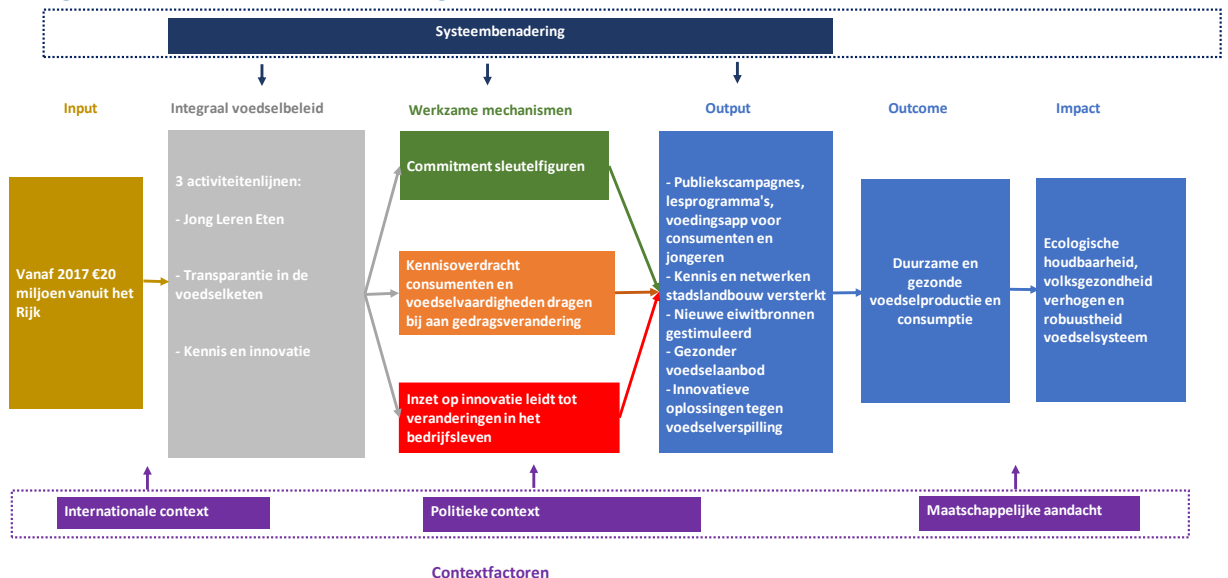 Systeembenadering
Input
Integraal voedselbeleid
Werkzame mechanismen
Output
Outcome
Impact
Vanaf 2017 €20
miljoen vanuit het
Rijk
3 activiteitenlijnen:
- Jong Leren Eten
- Transparantie in de
voedselketen
- Kennis en innovatie
Commitment sleutelfiguren
Kennisoverdracht
consumenten en
voedselvaardigheden dragen
bij aan gedragsverandering
Inzet op innovatie leidt tot
veranderingen in het
bedrijfsleven
- Publiekscampagnes,
lesprogramma's,
voedingsapp voor
consumenten en
jongeren
- Kennis en netwerken
stadslandbouw versterkt
- Nieuwe eiwitbronnen
gestimuleerd
- Gezonder
voedselaanbod
- Innovatieve
oplossingen tegen
voedselverspilling
Duurzame en
gezonde
voedselproductie en
consumptie
Ecologische
houdbaarheid,
volksgezondheid
verhogen en
robuustheid
voedselsysteem
Internationale context
Politieke context
Maatschappelijke aandacht
Contextfactoren